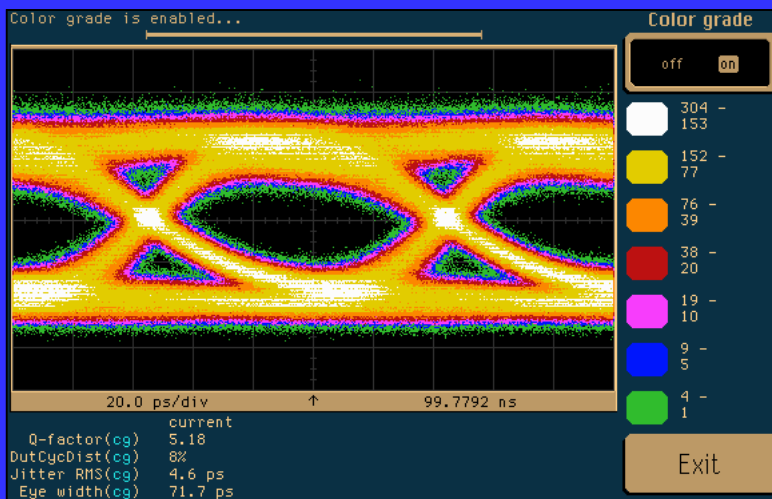 Color grade is enabled...
Color grade
off on
304 -
153
152 -
77
76 -
39
38 -
20
19 -
10
9 -
5
4 -
1
20.0 ps/div ↑ 99.7792 ns
current
Q-factor(cg) 5.18
DutCycDist(cg) 8%
Jitter RMS(cg) 4.6 ps
Eye width(cg) 71.7 ps
Exit